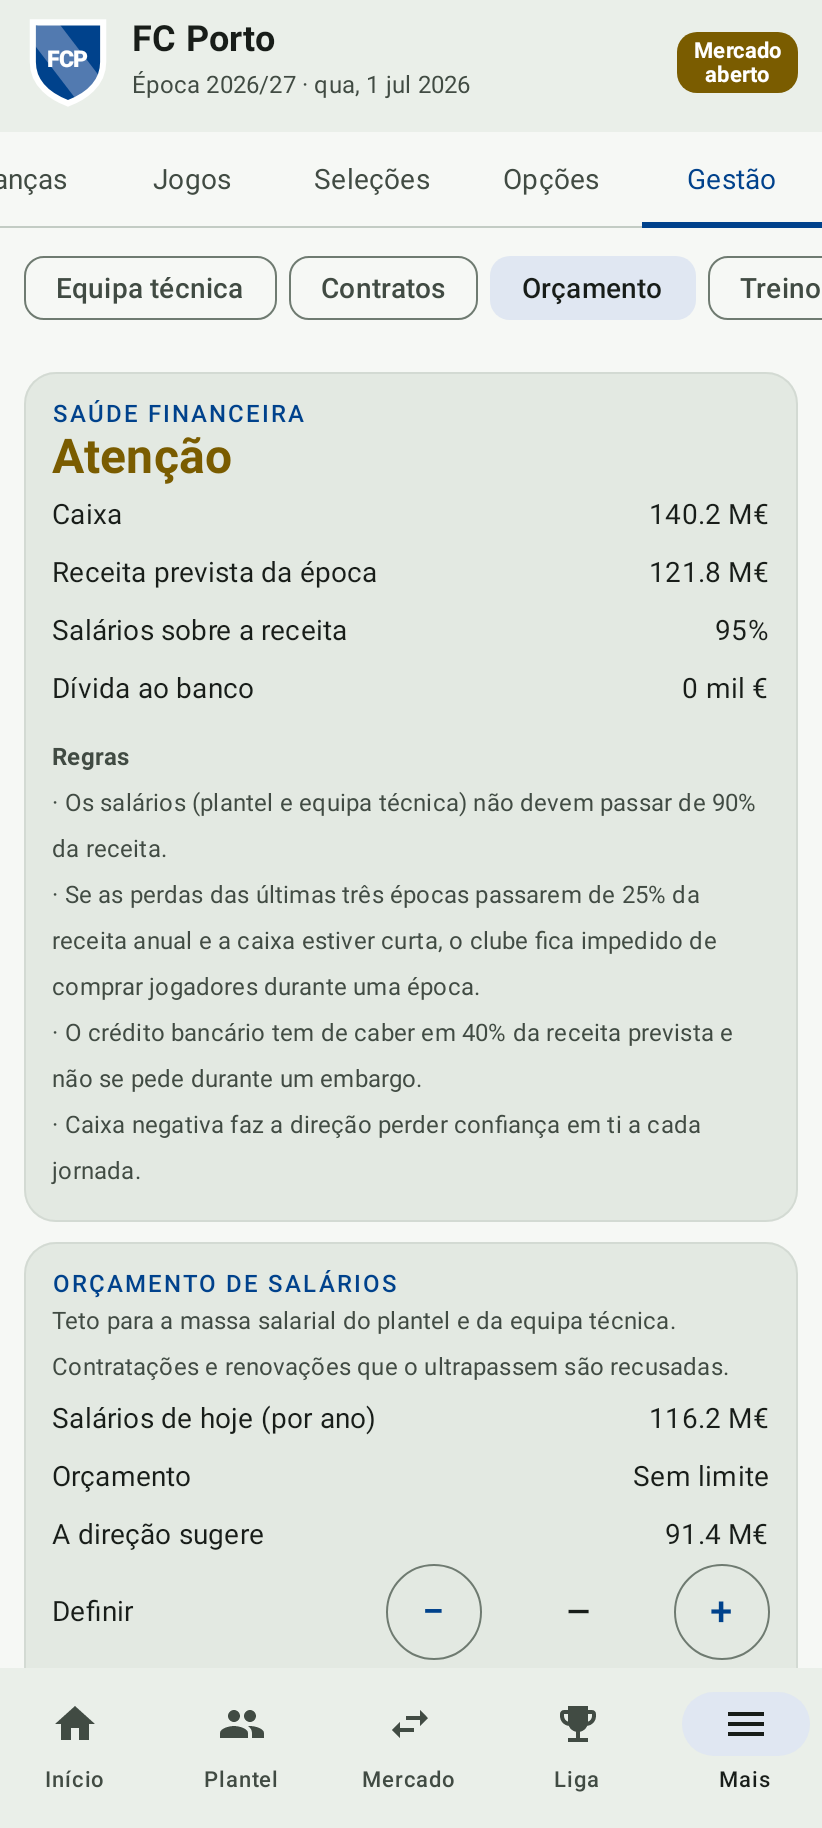 FCP
FC Porto
Época 2026/27 · qua, 1 jul 2026
Mercado
aberto
anças
Jogos
Seleções
Opções
Gestão
Equipa técnica
Contratos
Orçamento
Treino
SAÚDE FINANCEIRA
Atenção
Caixa 140.2 M€
Receita prevista da época 121.8 M€
Salários sobre a receita 95%
Dívida ao banco 0 mil €
Regras
· Os salários (plantel e equipa técnica) não devem passar de 90%
da receita.
· Se as perdas das últimas três épocas passarem de 25% da
receita anual e a caixa estiver curta, o clube fica impedido de
comprar jogadores durante uma época.
· O crédito bancário tem de caber em 40% da receita prevista e
não se pede durante um embargo.
· Caixa negativa faz a direção perder confiança em ti a cada
jornada.
ORÇAMENTO DE SALÁRIOS
Teto para a massa salarial do plantel e da equipa técnica.
Contratações e renovações que o ultrapassem são recusadas.
Salários de hoje (por ano) 116.2 M€
Orçamento Sem limite
A direção sugere 91.4 M€
Definir − — +
Início
Plantel
Mercado
Liga
Mais